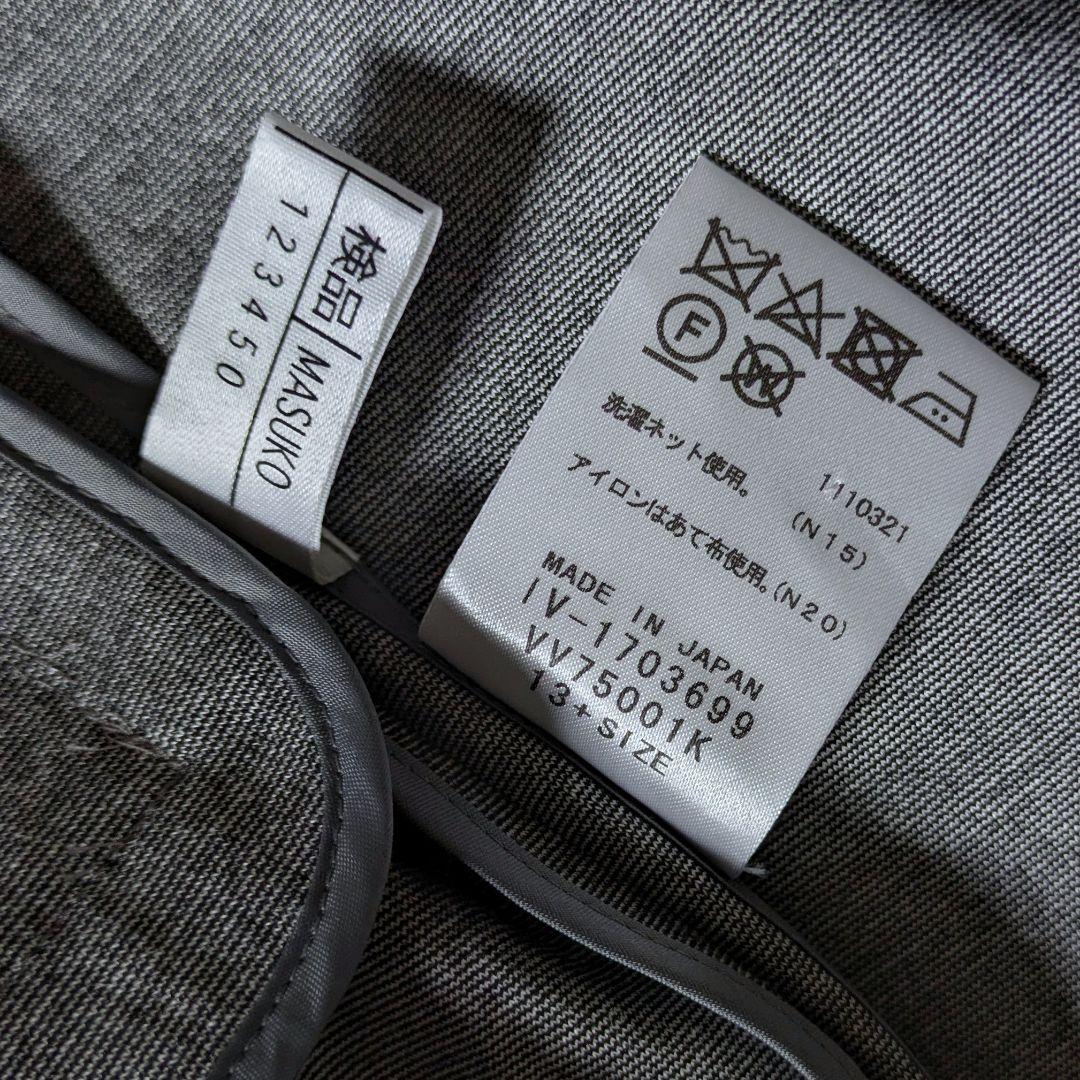 検品 MASUKO
123450
F
W
洗濯ネット使用。
1110321
(N15)
アイロンはあて布使用。(N20)
MADE IN JAPAN
IV-1703699
VV75001K
13+SIZE